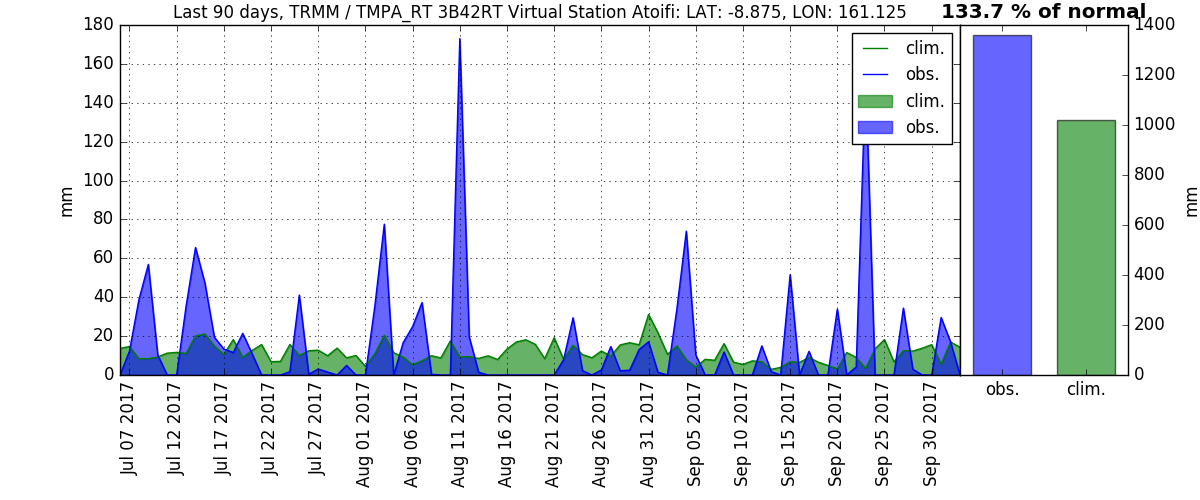 Last 90 days, TRMM / TMPA_RT 3B42RT Virtual Station Atoifi: LAT: -8.875, LON: 161.125
133.7 % of normal
180
160
140
120
100
80
60
40
20
0
mm
clim.
obs.
clim.
obs.
Jul 07 2017
Jul 12 2017
Jul 17 2017
Jul 22 2017
Jul 27 2017
Aug 01 2017
Aug 06 2017
Aug 11 2017
Aug 16 2017
Aug 21 2017
Aug 26 2017
Aug 31 2017
Sep 05 2017
Sep 10 2017
Sep 15 2017
Sep 20 2017
Sep 25 2017
Sep 30 2017
1400
1200
1000
800
600
400
200
0
mm
obs.
clim.